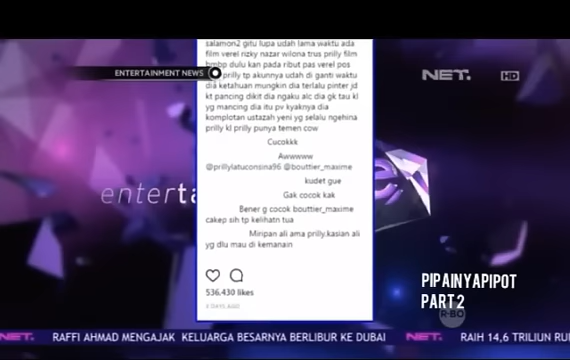 salamon2 gitu lupa udah lama waktu ada
film verel rizky nazar wilona trus prilly film
bmbp dulu kan pada ribut pas verel pos
prilly tp akunnya udah di ganti waktu
dia ketahuan mungkin dia terlalu pinter jd
kt pancing dikit dia ngaku alc dia gk tau kl
yg mancing dia itu pv kyaknya dia
komplotan ustazah yeni yg selalu ngehina
prilly kl prilly punya temen cow
Cucokkk
Awwwww
@prillylatuconsina96 @bouttier_maxime
kudet gue
Gak cocok kak
Bener g cocok bouttier_maxime
cakep sih tp kelihatn tua
Miripan ali ama prilly.kasian ali
yg dlu mau di kemanain
536.430 likes
4 DAYS AGO
ENTERTAINMENT NEWS
NET.
HD
enterta
PIPAINYAPIPOT
PART 2
R-BO
NET. RAFFI AHMAD MENGAJAK KELUARGA BESARNYA BERLIBUR KE DUBAI NET. RAIH 14,6 TRILIUN RU